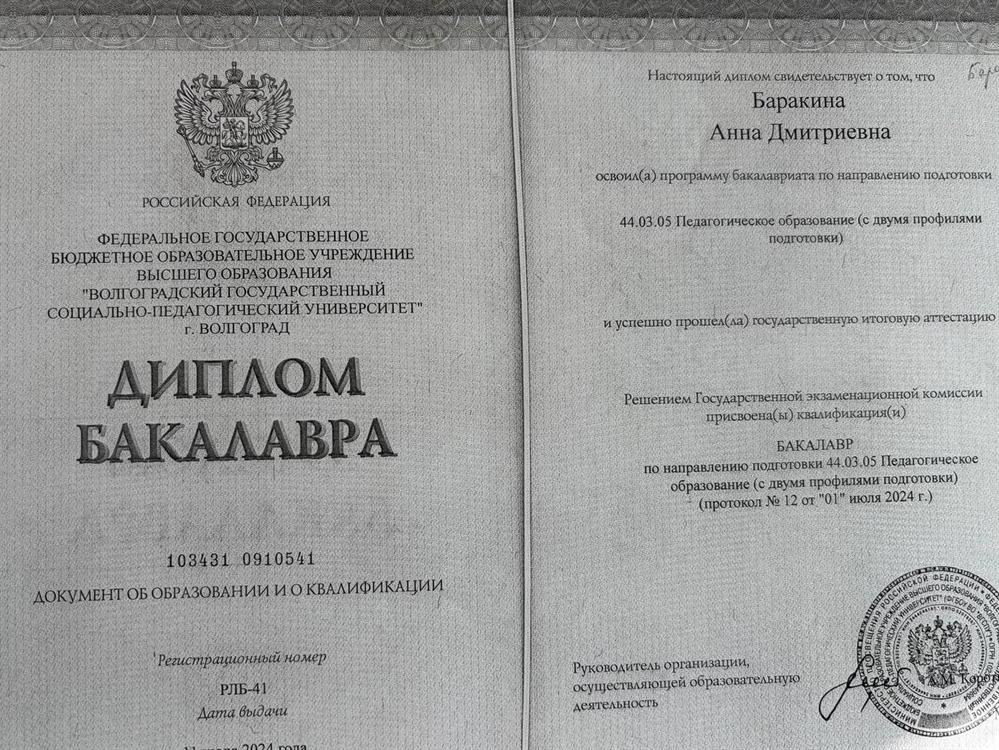 РОССИЙСКАЯ ФЕДЕРАЦИЯ
ФЕДЕРАЛЬНОЕ ГОСУДАРСТВЕННОЕ
БЮДЖЕТНОЕ ОБРАЗОВАТЕЛЬНОЕ УЧРЕЖДЕНИЕ
ВЫСШЕГО ОБРАЗОВАНИЯ
"ВОЛГОГРАДСКИЙ ГОСУДАРСТВЕННЫЙ
СОЦИАЛЬНО-ПЕДАГОГИЧЕСКИЙ УНИВЕРСИТЕТ"
г. ВОЛГОГРАД
ДИПЛОМ
БАКАЛАВРА
103431 0910541
ДОКУМЕНТ ОБ ОБРАЗОВАНИИ И О КВАЛИФИКАЦИИ
Регистрационный номер
РЛБ-41
Дата выдачи
июля 2024 года
Настоящий диплом свидетельствует о том, что
Баракина
Анна Дмитриевна
освоил(а) программу бакалавриата по направлению подготовки
44.03.05 Педагогическое образование (с двумя профилями
подготовки)
и успешно прошел(ла) государственную итоговую аттестацию
Решением Государственной экзаменационной комиссии
присвоена(ы) квалификация(и)
БАКАЛАВР
по направлению подготовки 44.03.05 Педагогическое
образование (с двумя профилями подготовки)
(протокол № 12 от "01" июля 2024 г.)
Руководитель организации,
осуществляющей образовательную
деятельность